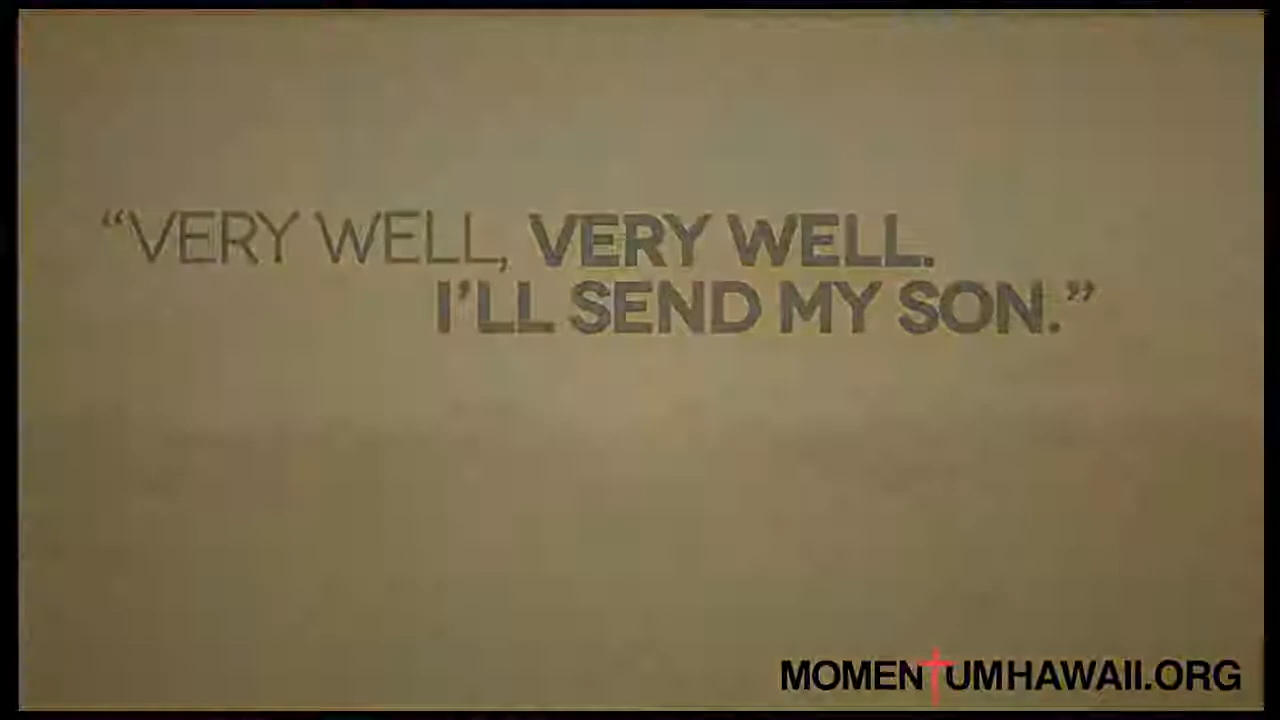 “VERY WELL, VERY WELL.
I’LL SEND MY SON.”
MOMENTUMHAWAII.ORG